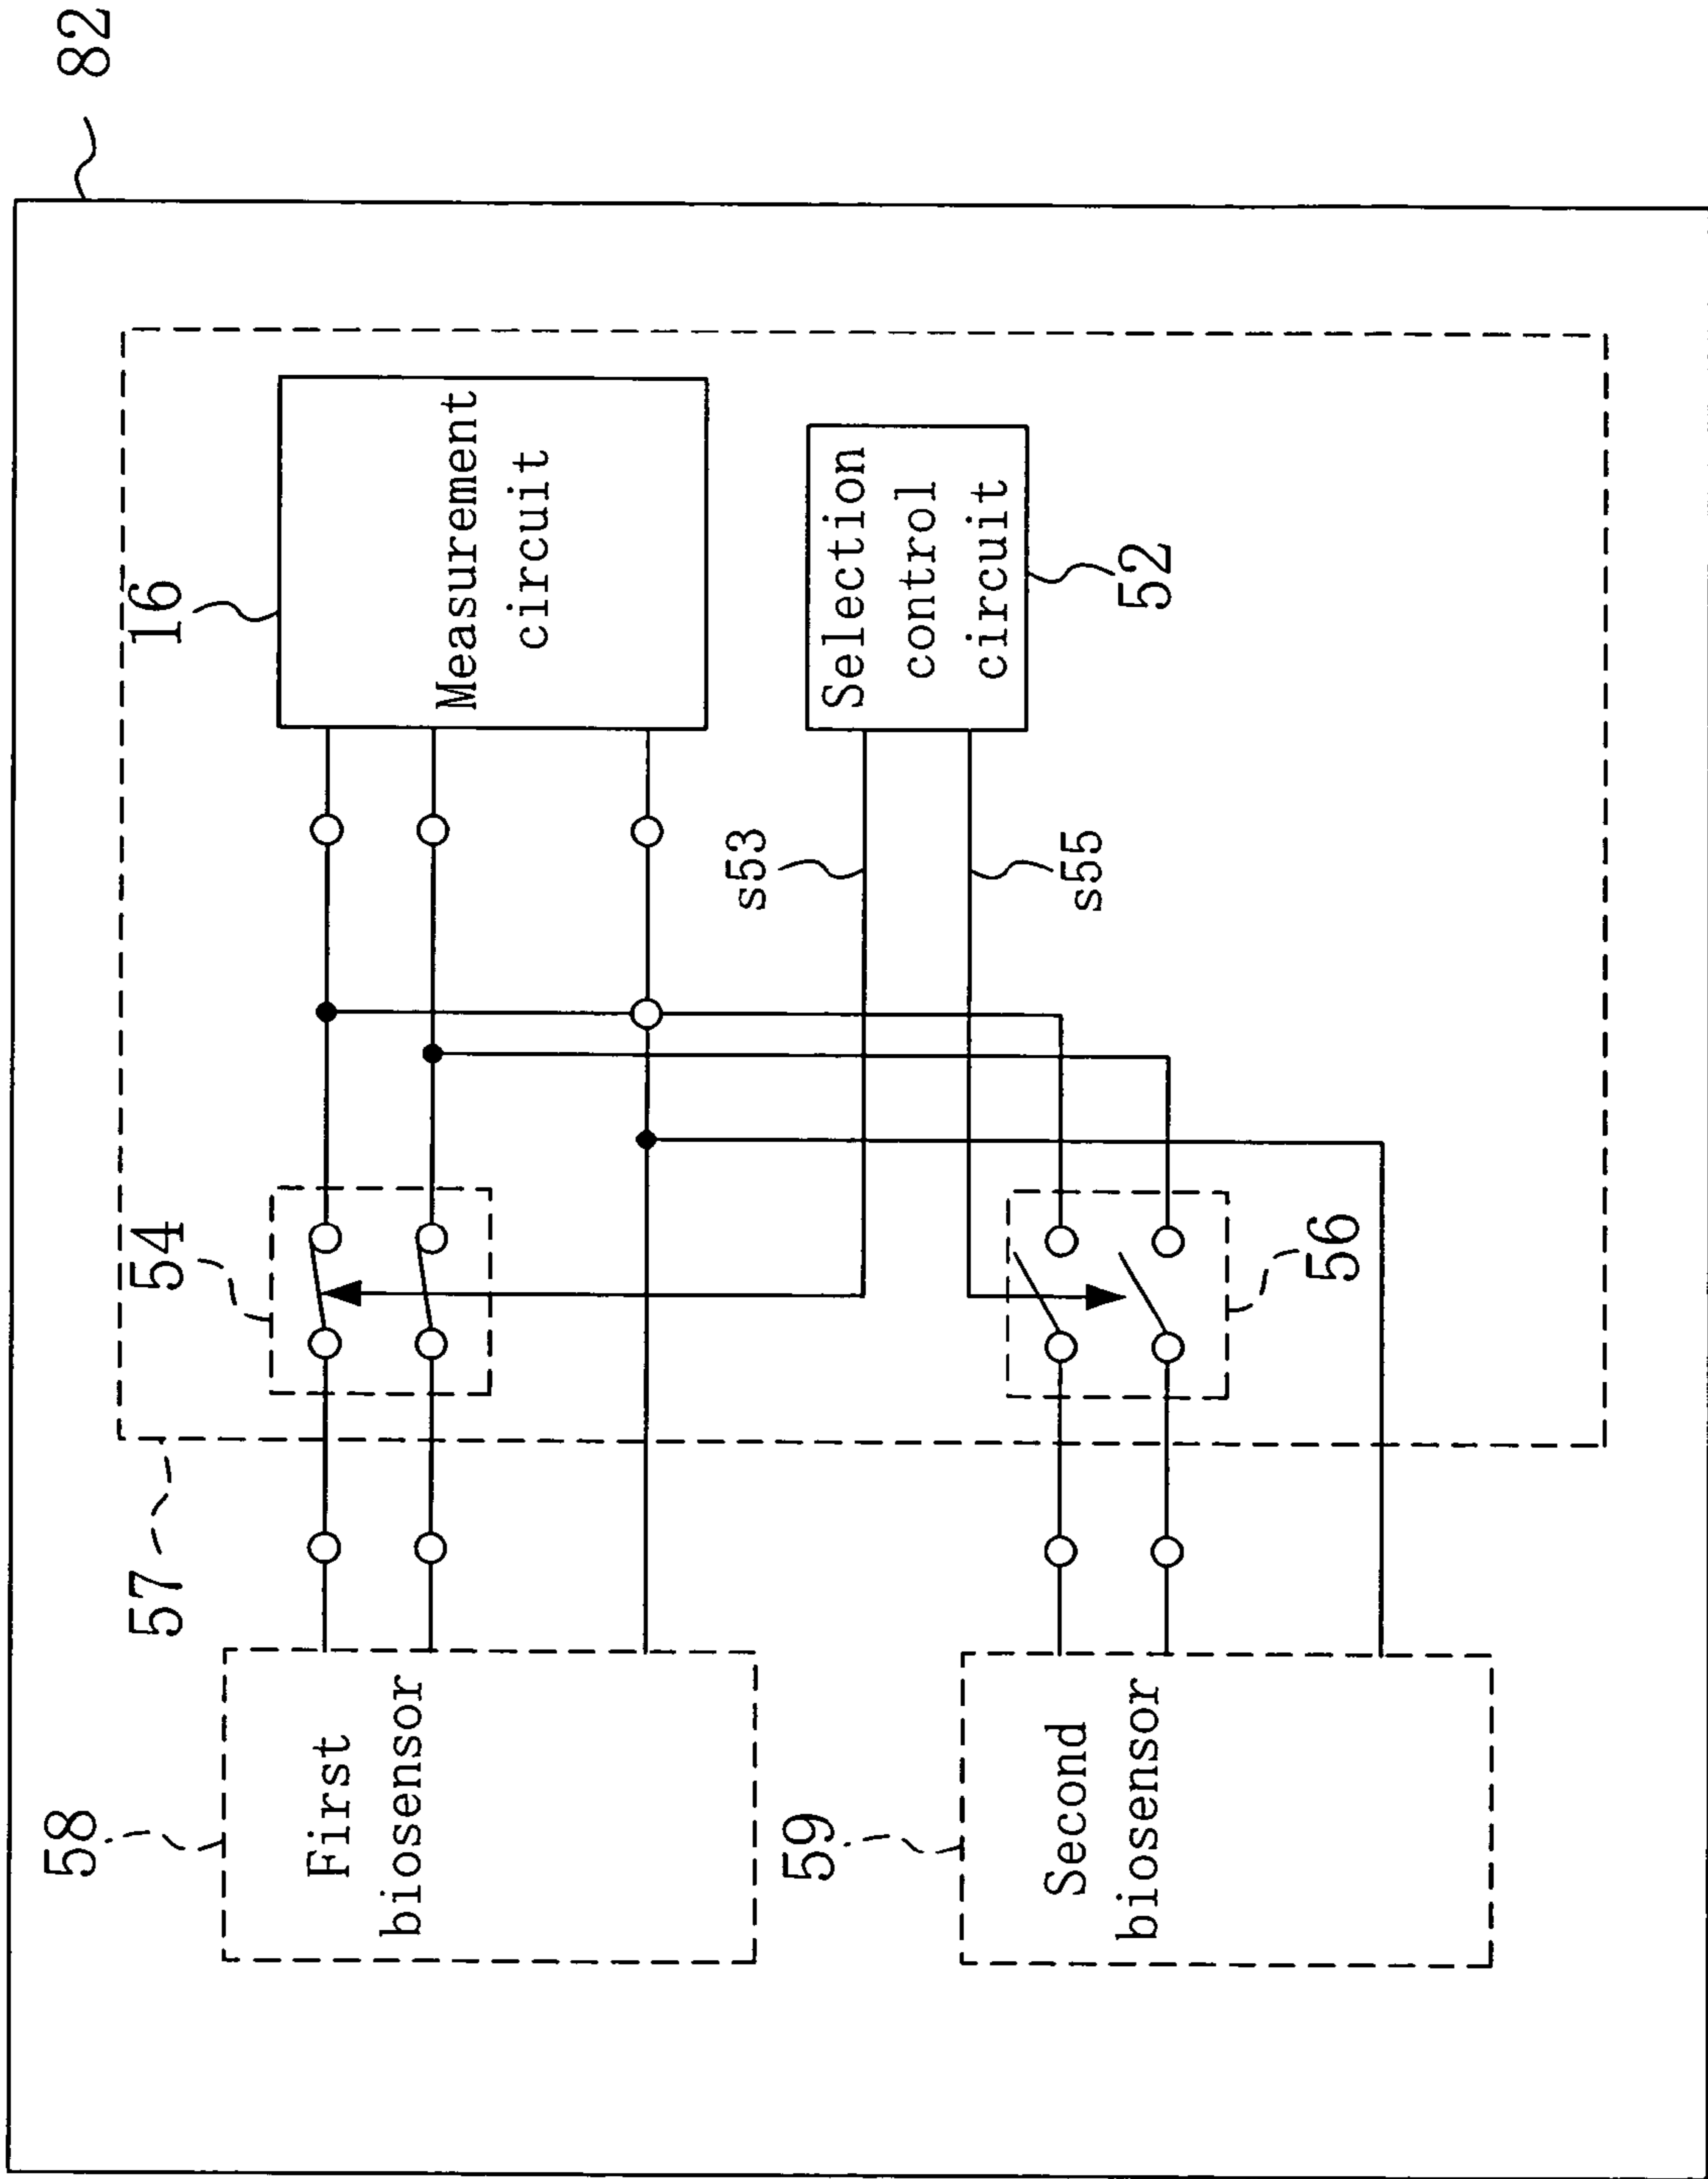 82
57
54
16
Measurement
circuit
58
First
biosensor
s53
Selection
control
circuit
52
s55
59
Second
biosensor
56